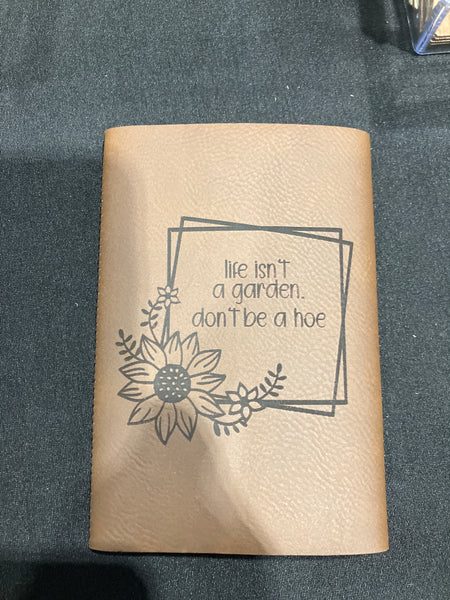 life isn't
a garden.
don't be a hoe